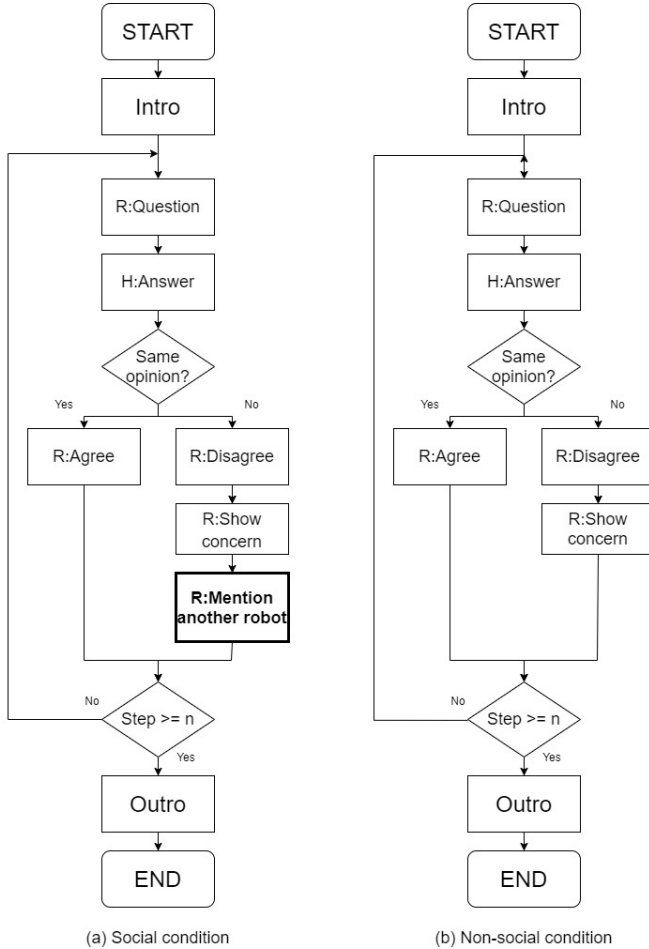 START
Intro
R:Question
H:Answer
Same
opinion?
Yes
No
R:Agree
R:Disagree
R:Show
concern
R:Mention
another robot
No
Step >= n
Yes
Outro
END
(a) Social condition
START
Intro
R:Question
H:Answer
Same
opinion?
Yes
No
R:Agree
R:Disagree
R:Show
concern
No
Step >= n
Yes
Outro
END
(b) Non-social condition